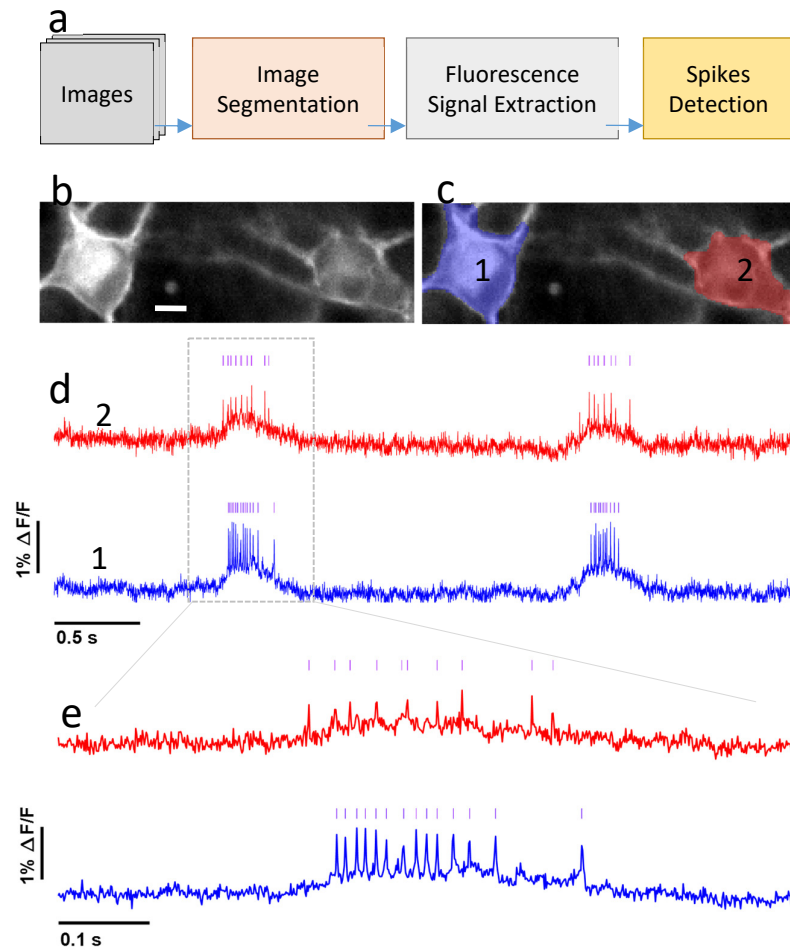 a
Images
Image
Segmentation
Fluorescence
Signal Extraction
Spikes
Detection
b
c
1
2
d
2
1% ΔF/F
1
0.5 s
e
1% ΔF/F
0.1 s